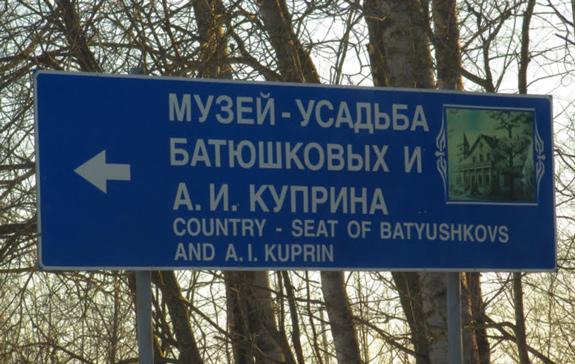 МУЗЕЙ - УСАДЬБА
БАТЮШКОВЫХ И
А. И. КУПРИНА
COUNTRY - SEAT OF BATYUSHKOVS
AND A. I. KUPRIN